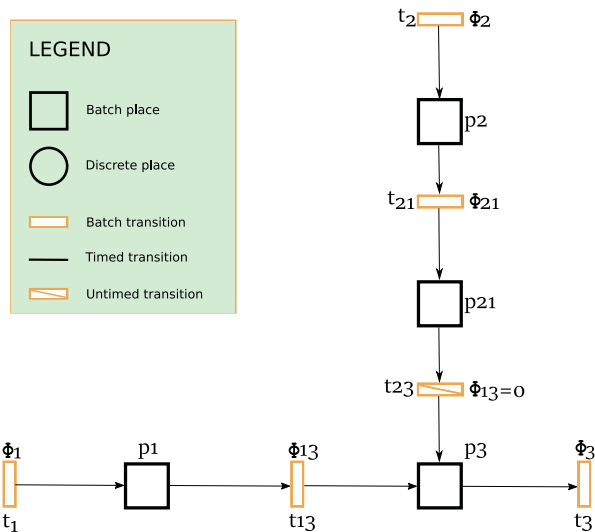 t2 Φ2
LEGEND
Batch place
p2
Discrete place
t21 Φ21
Batch transition
Timed transition
Untimed transition
p21
t23 Φ13=0
Φ1
p1
Φ13
p3
Φ3
t1
t13
t3